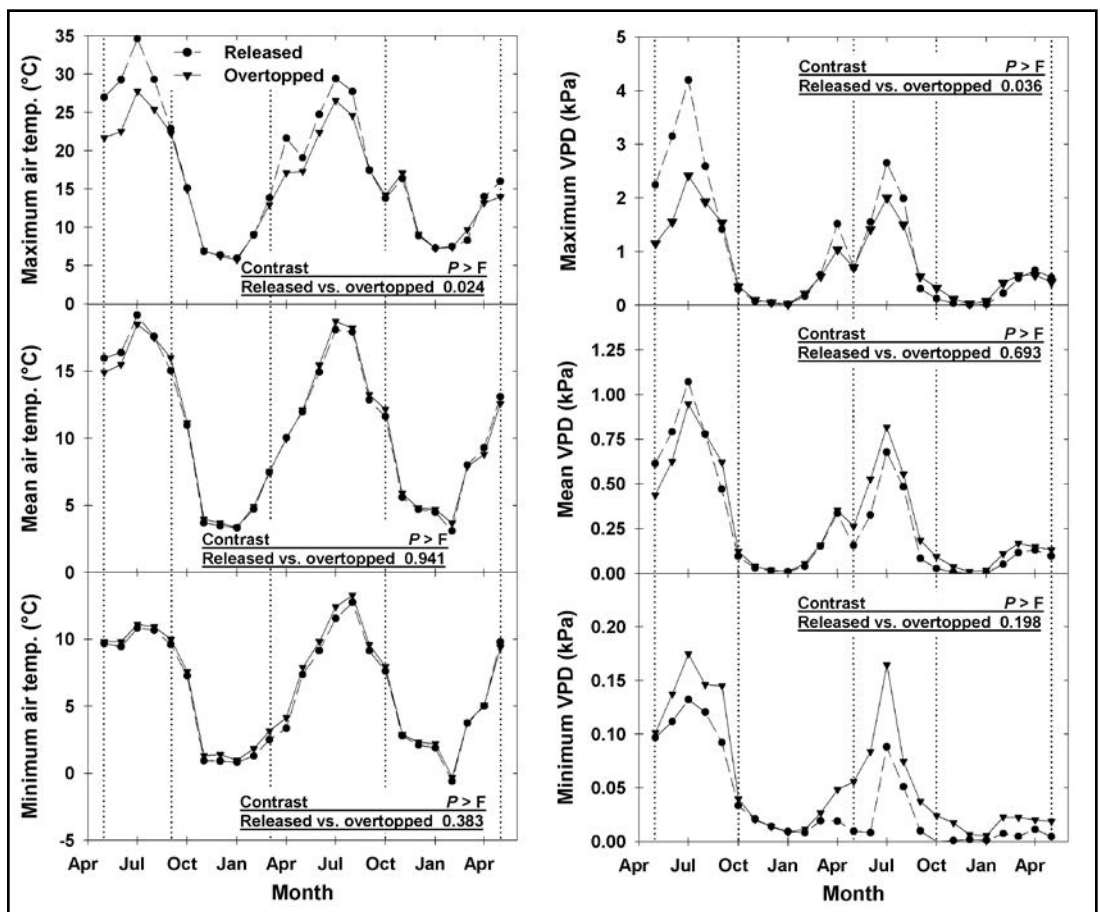 Maximum air temp. (°C)
35
30
25
20
15
10
5
0
Released
Overtopped
Contrast P > F
Released vs. overtopped 0.024
Mean air temp. (°C)
15
10
5
0
Contrast P > F
Released vs. overtopped 0.941
Minimum air temp. (°C)
10
5
0
-5
Contrast P > F
Released vs. overtopped 0.383
Apr Jul Oct Jan Apr Jul Oct Jan Apr
Month
Maximum VPD (kPa)
5
4
3
2
1
0
Contrast P > F
Released vs. overtopped 0.036
Mean VPD (kPa)
1.25
1.00
0.75
0.50
0.25
0.00
Contrast P > F
Released vs. overtopped 0.693
Minimum VPD (kPa)
0.20
0.15
0.10
0.05
0.00
Contrast P > F
Released vs. overtopped 0.198
Apr Jul Oct Jan Apr Jul Oct Jan Apr
Month